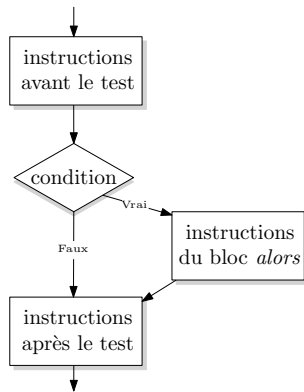 instructions
avant le test
condition
Vrai
instructions
du bloc alors
Faux
instructions
après le test